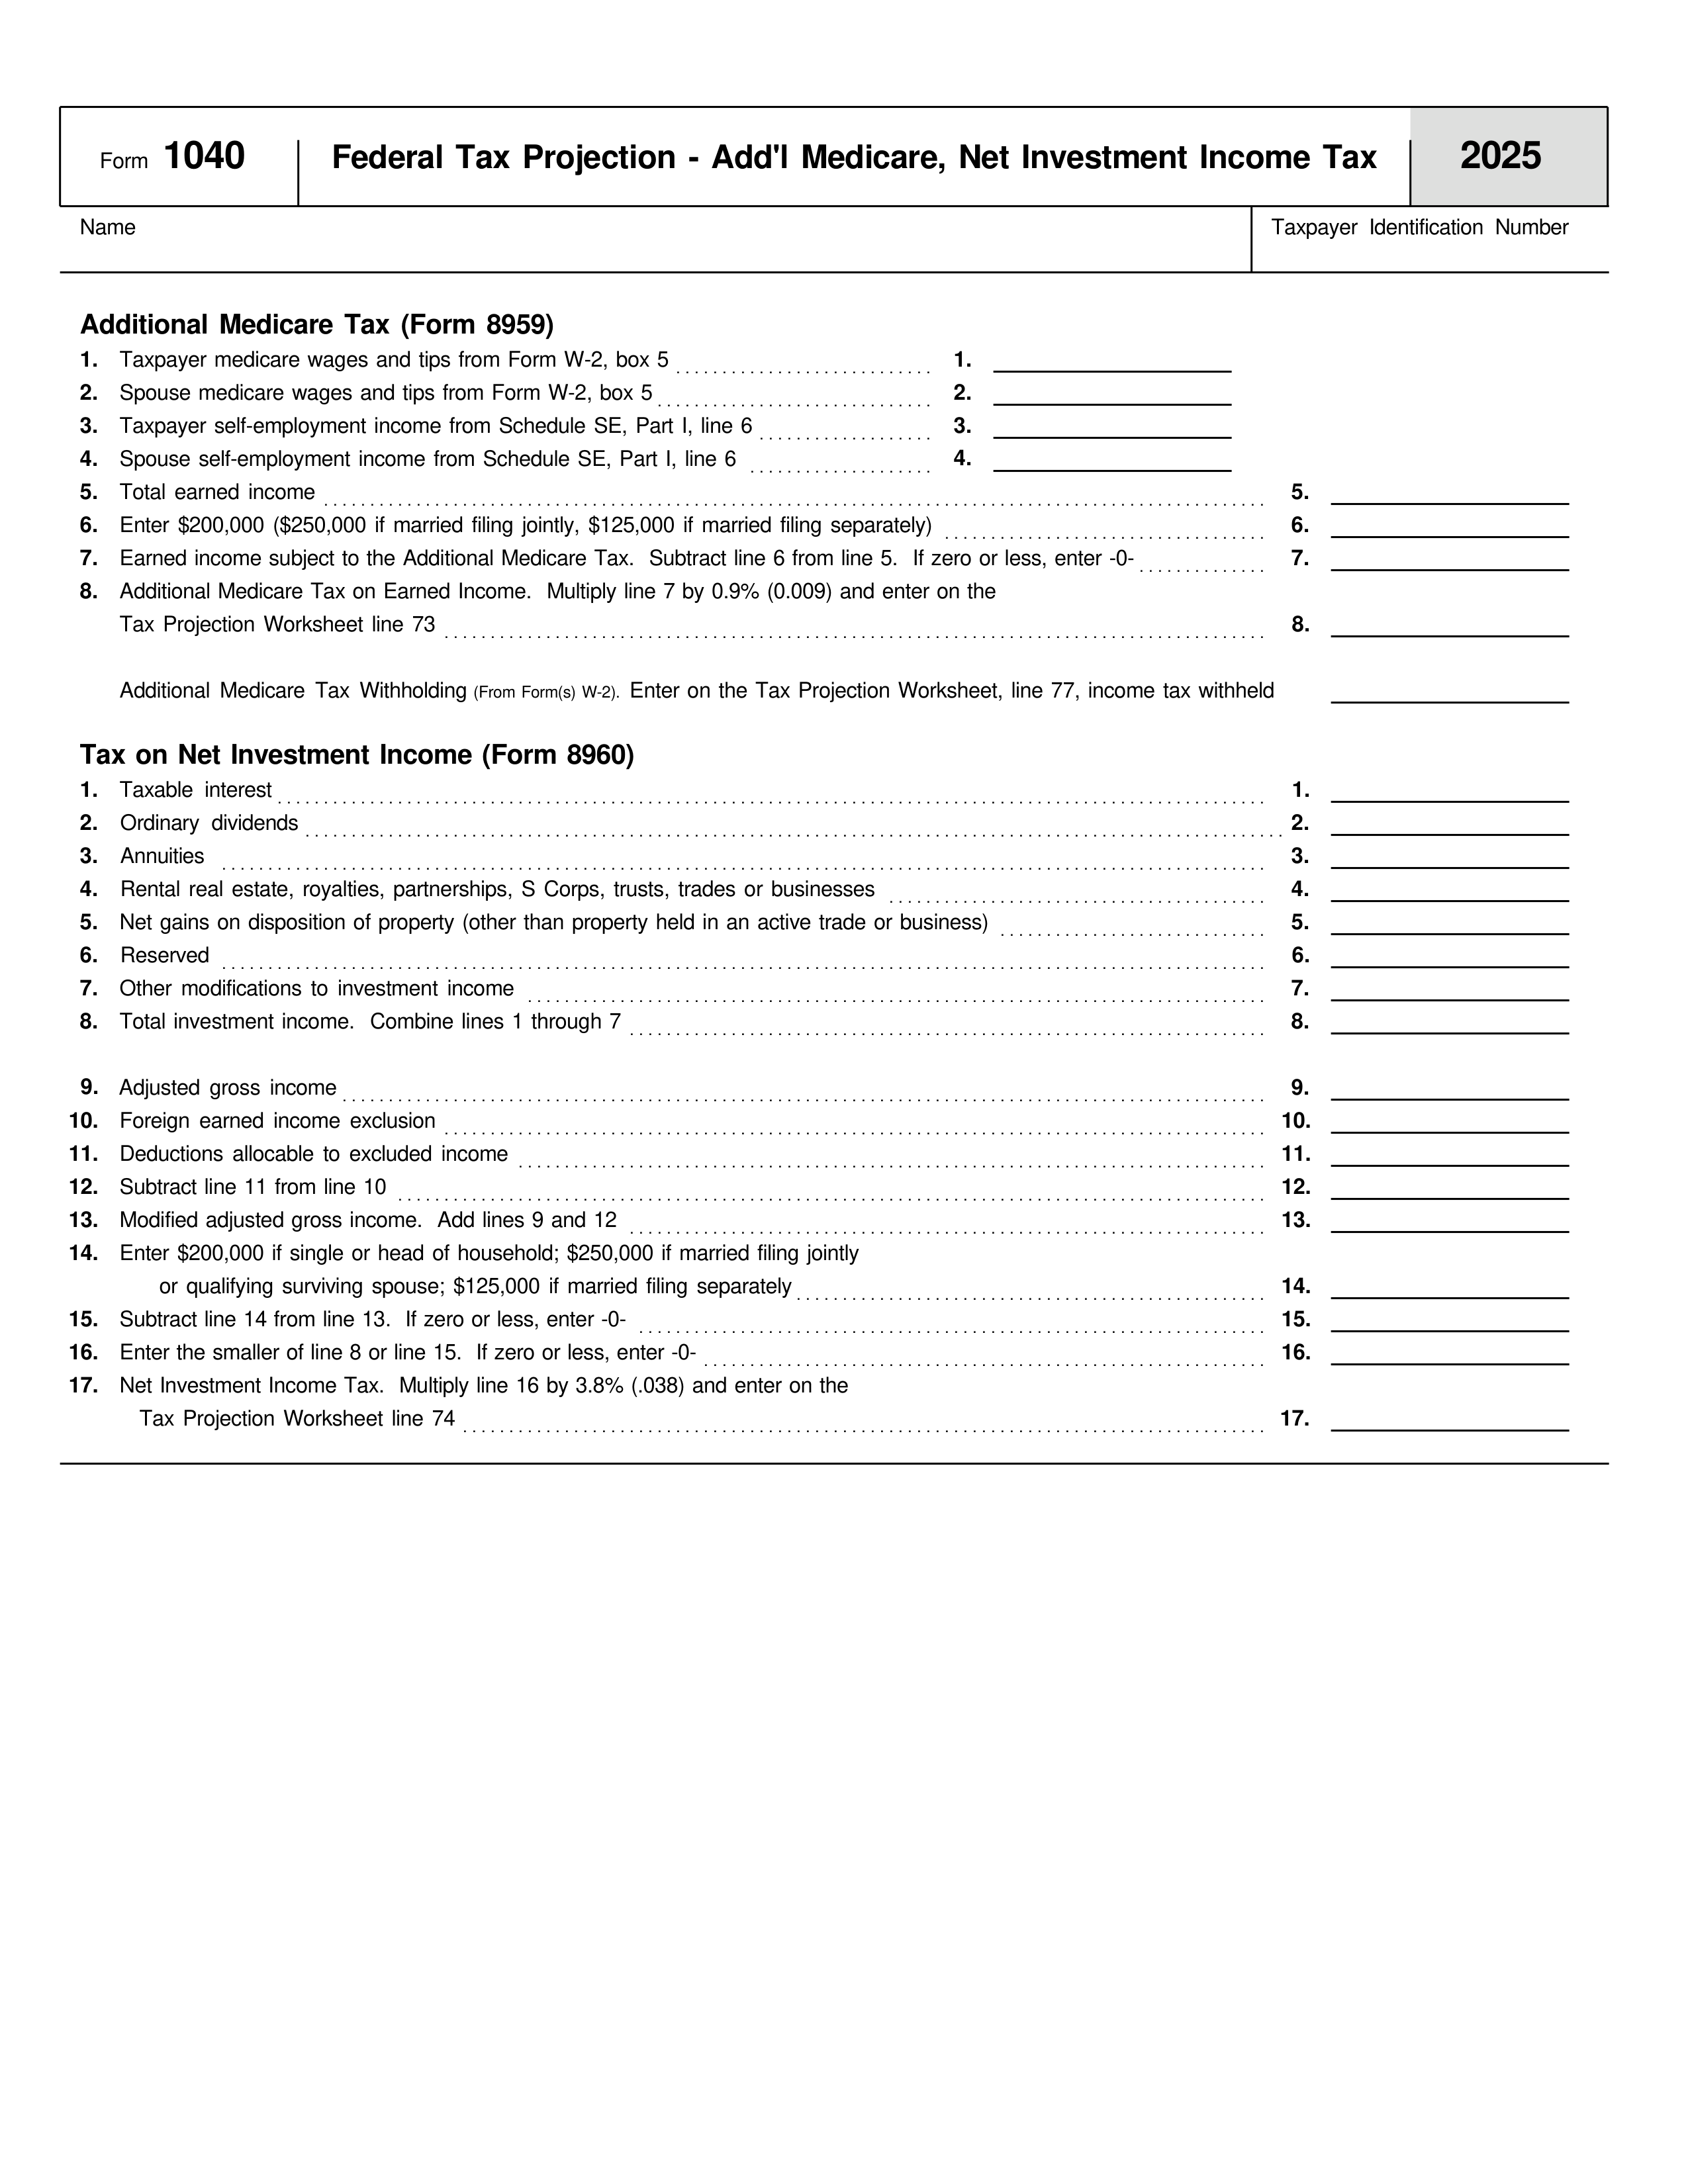 Form 1040 Federal Tax Projection - Add'l Medicare, Net Investment Income Tax 2025
Name Taxpayer Identification Number
Additional Medicare Tax (Form 8959)
1. Taxpayer medicare wages and tips from Form W-2, box 5 1.
2. Spouse medicare wages and tips from Form W-2, box 5 2.
3. Taxpayer self-employment income from Schedule SE, Part I, line 6 3.
4. Spouse self-employment income from Schedule SE, Part I, line 6 4.
5. Total earned income 5.
6. Enter $200,000 ($250,000 if married filing jointly, $125,000 if married filing separately) 6.
7. Earned income subject to the Additional Medicare Tax. Subtract line 6 from line 5. If zero or less, enter -0- 7.
8. Additional Medicare Tax on Earned Income. Multiply line 7 by 0.9% (0.009) and enter on the
Tax Projection Worksheet line 73 8.
Additional Medicare Tax Withholding (From Form(s) W-2). Enter on the Tax Projection Worksheet, line 77, income tax withheld
Tax on Net Investment Income (Form 8960)
1. Taxable interest 1.
2. Ordinary dividends 2.
3. Annuities 3.
4. Rental real estate, royalties, partnerships, S Corps, trusts, trades or businesses 4.
5. Net gains on disposition of property (other than property held in an active trade or business) 5.
6. Reserved 6.
7. Other modifications to investment income 7.
8. Total investment income. Combine lines 1 through 7 8.
9. Adjusted gross income 9.
10. Foreign earned income exclusion 10.
11. Deductions allocable to excluded income 11.
12. Subtract line 11 from line 10 12.
13. Modified adjusted gross income. Add lines 9 and 12 13.
14. Enter $200,000 if single or head of household; $250,000 if married filing jointly
or qualifying surviving spouse; $125,000 if married filing separately 14.
15. Subtract line 14 from line 13. If zero or less, enter -0- 15.
16. Enter the smaller of line 8 or line 15. If zero or less, enter -0- 16.
17. Net Investment Income Tax. Multiply line 16 by 3.8% (.038) and enter on the
Tax Projection Worksheet line 74 17.